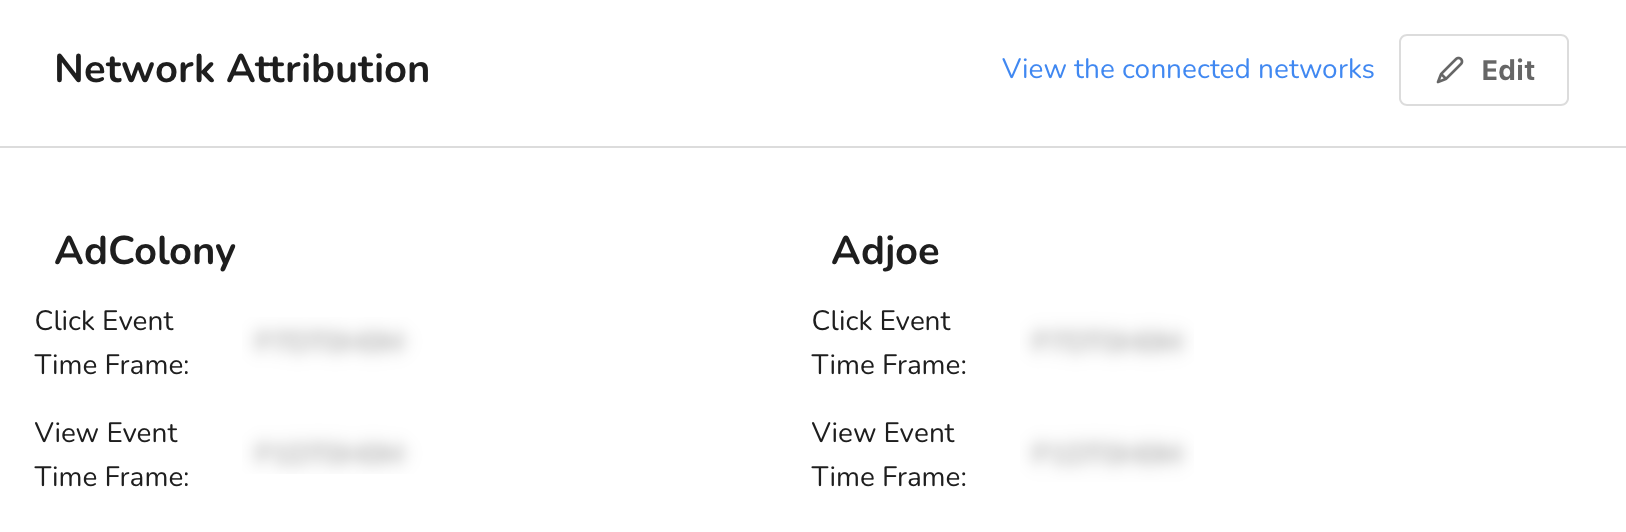 Network Attribution
View the connected networks
Edit
AdColony
Click Event
Time Frame:
View Event
Time Frame:
Adjoe
Click Event
Time Frame:
View Event
Time Frame: